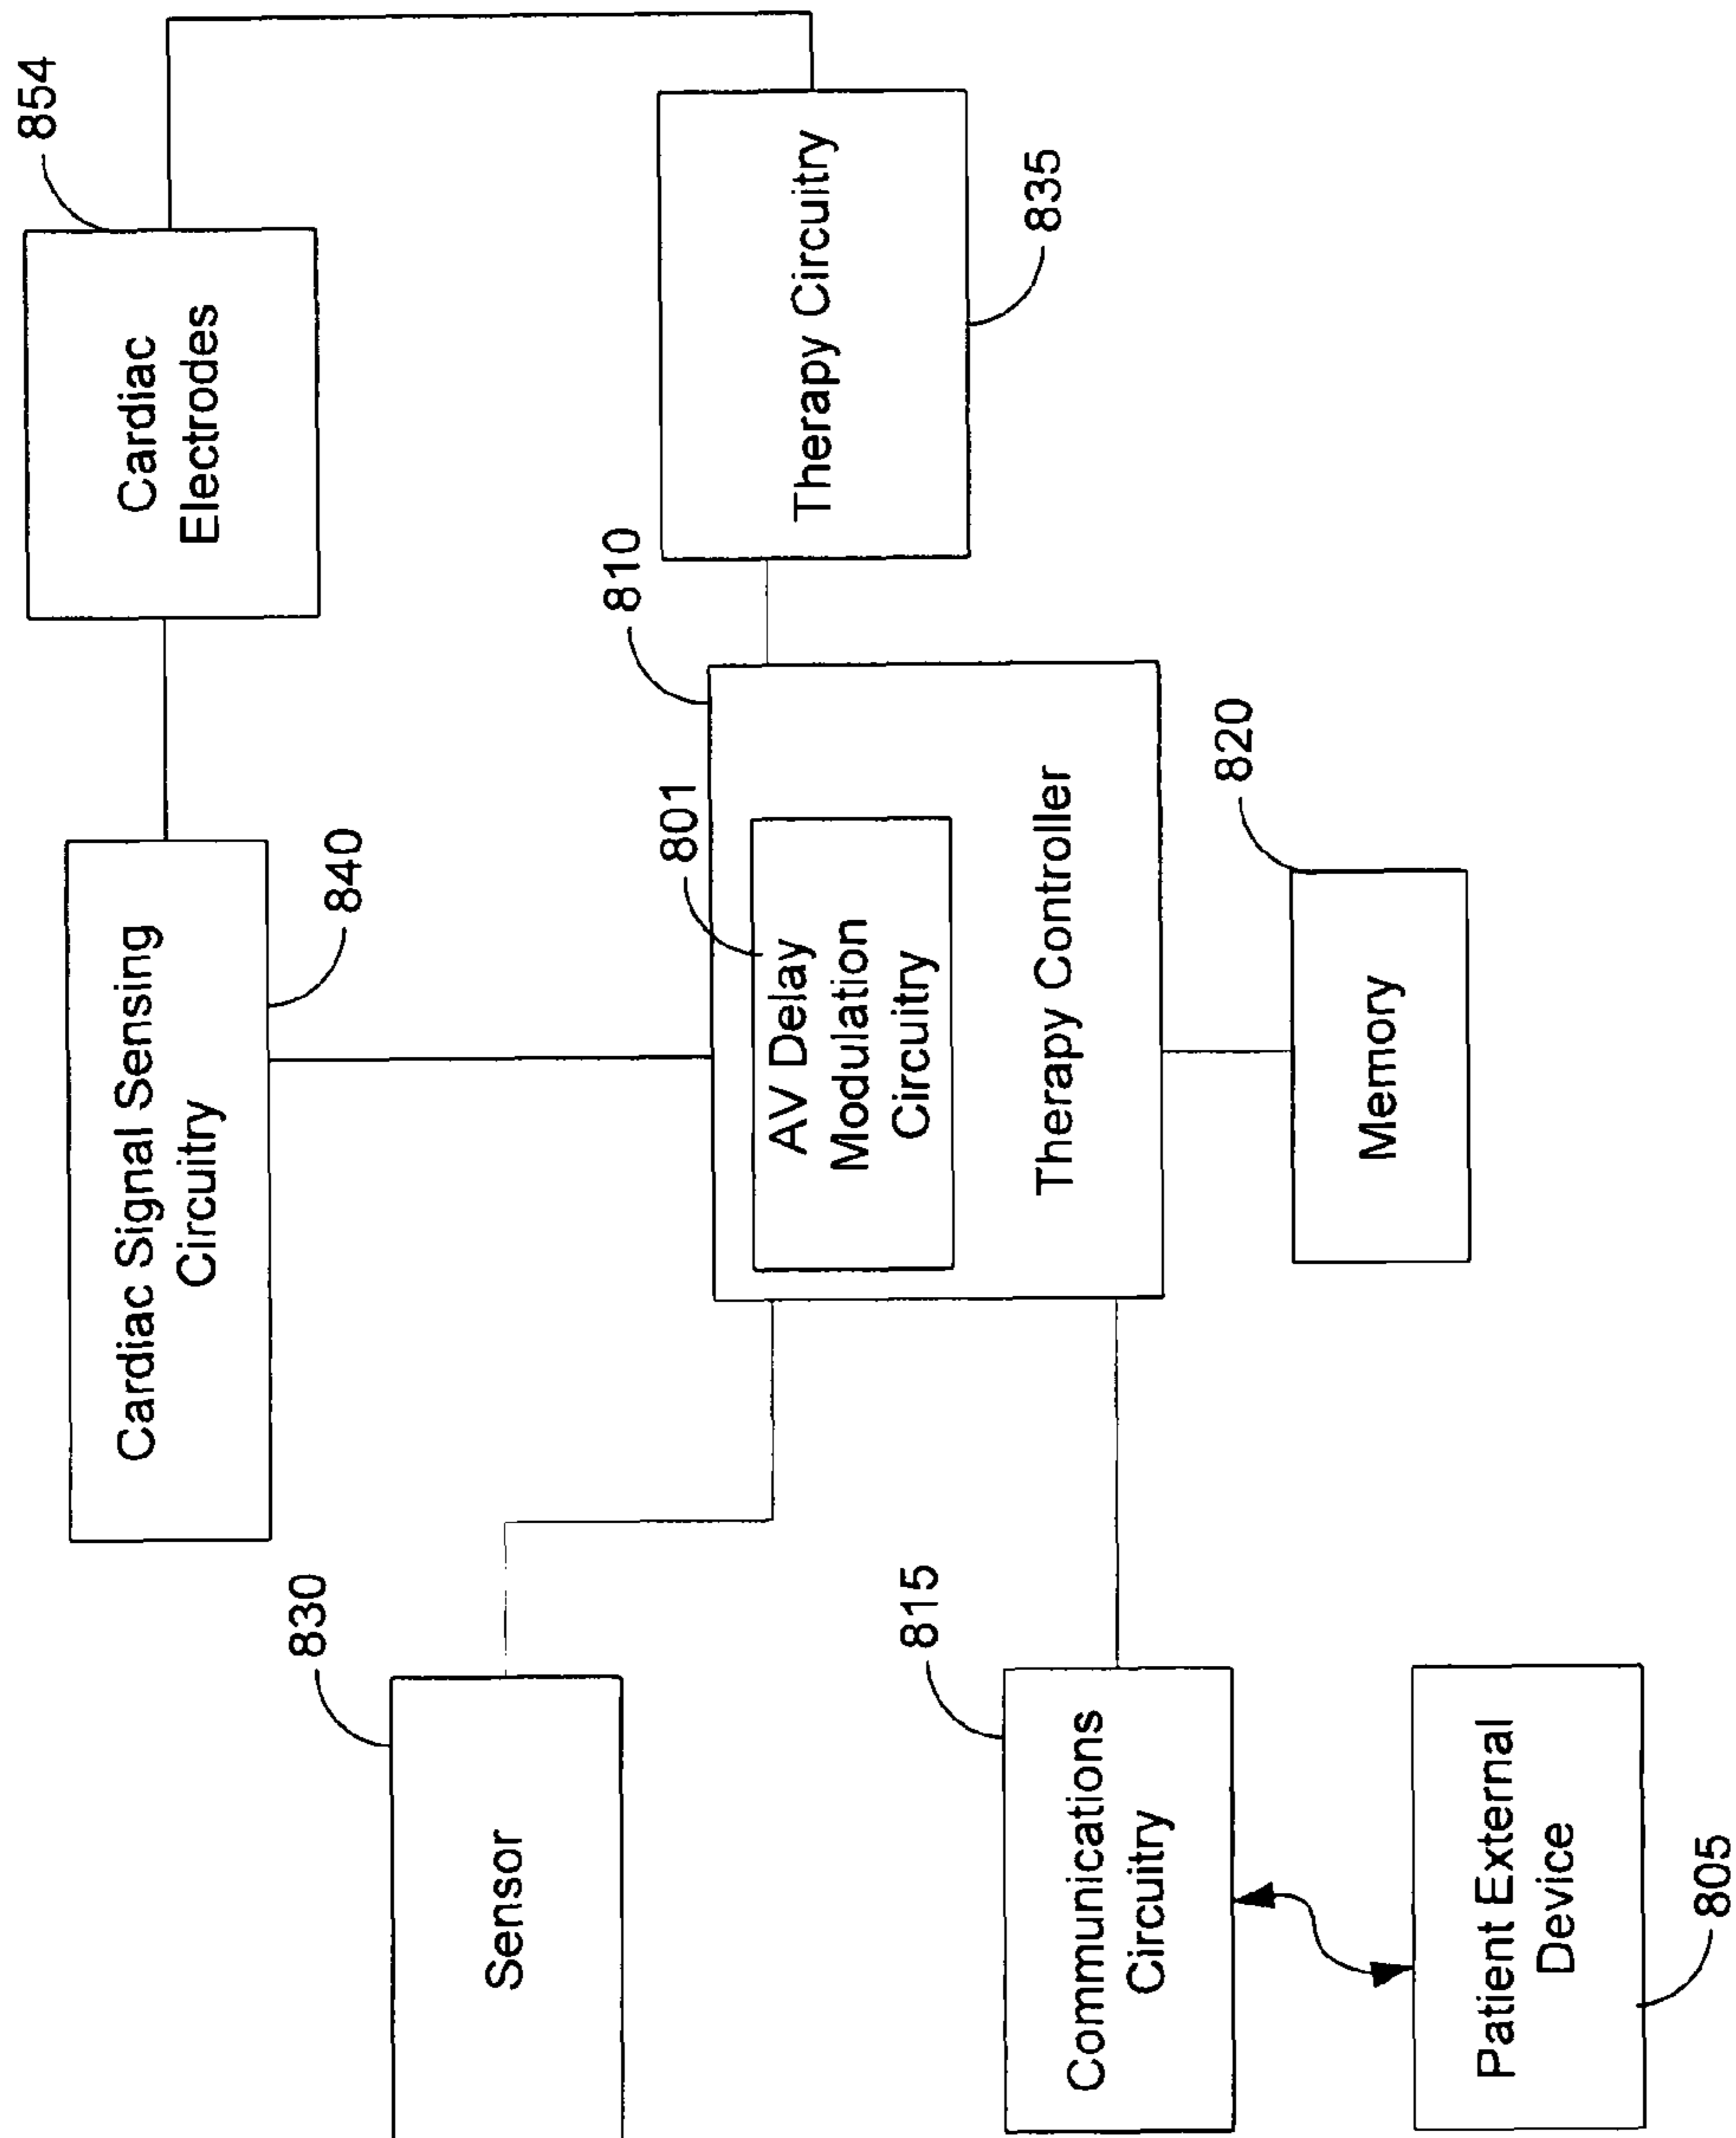 854
Cardiac
Electrodes
Cardiac Signal Sensing
Circuitry
840
830
Sensor
810
801
AV Delay
Modulation
Circuitry
Therapy Controller
Therapy Circuitry
835
815
Communications
Circuitry
820
Memory
Patient External
Device
805